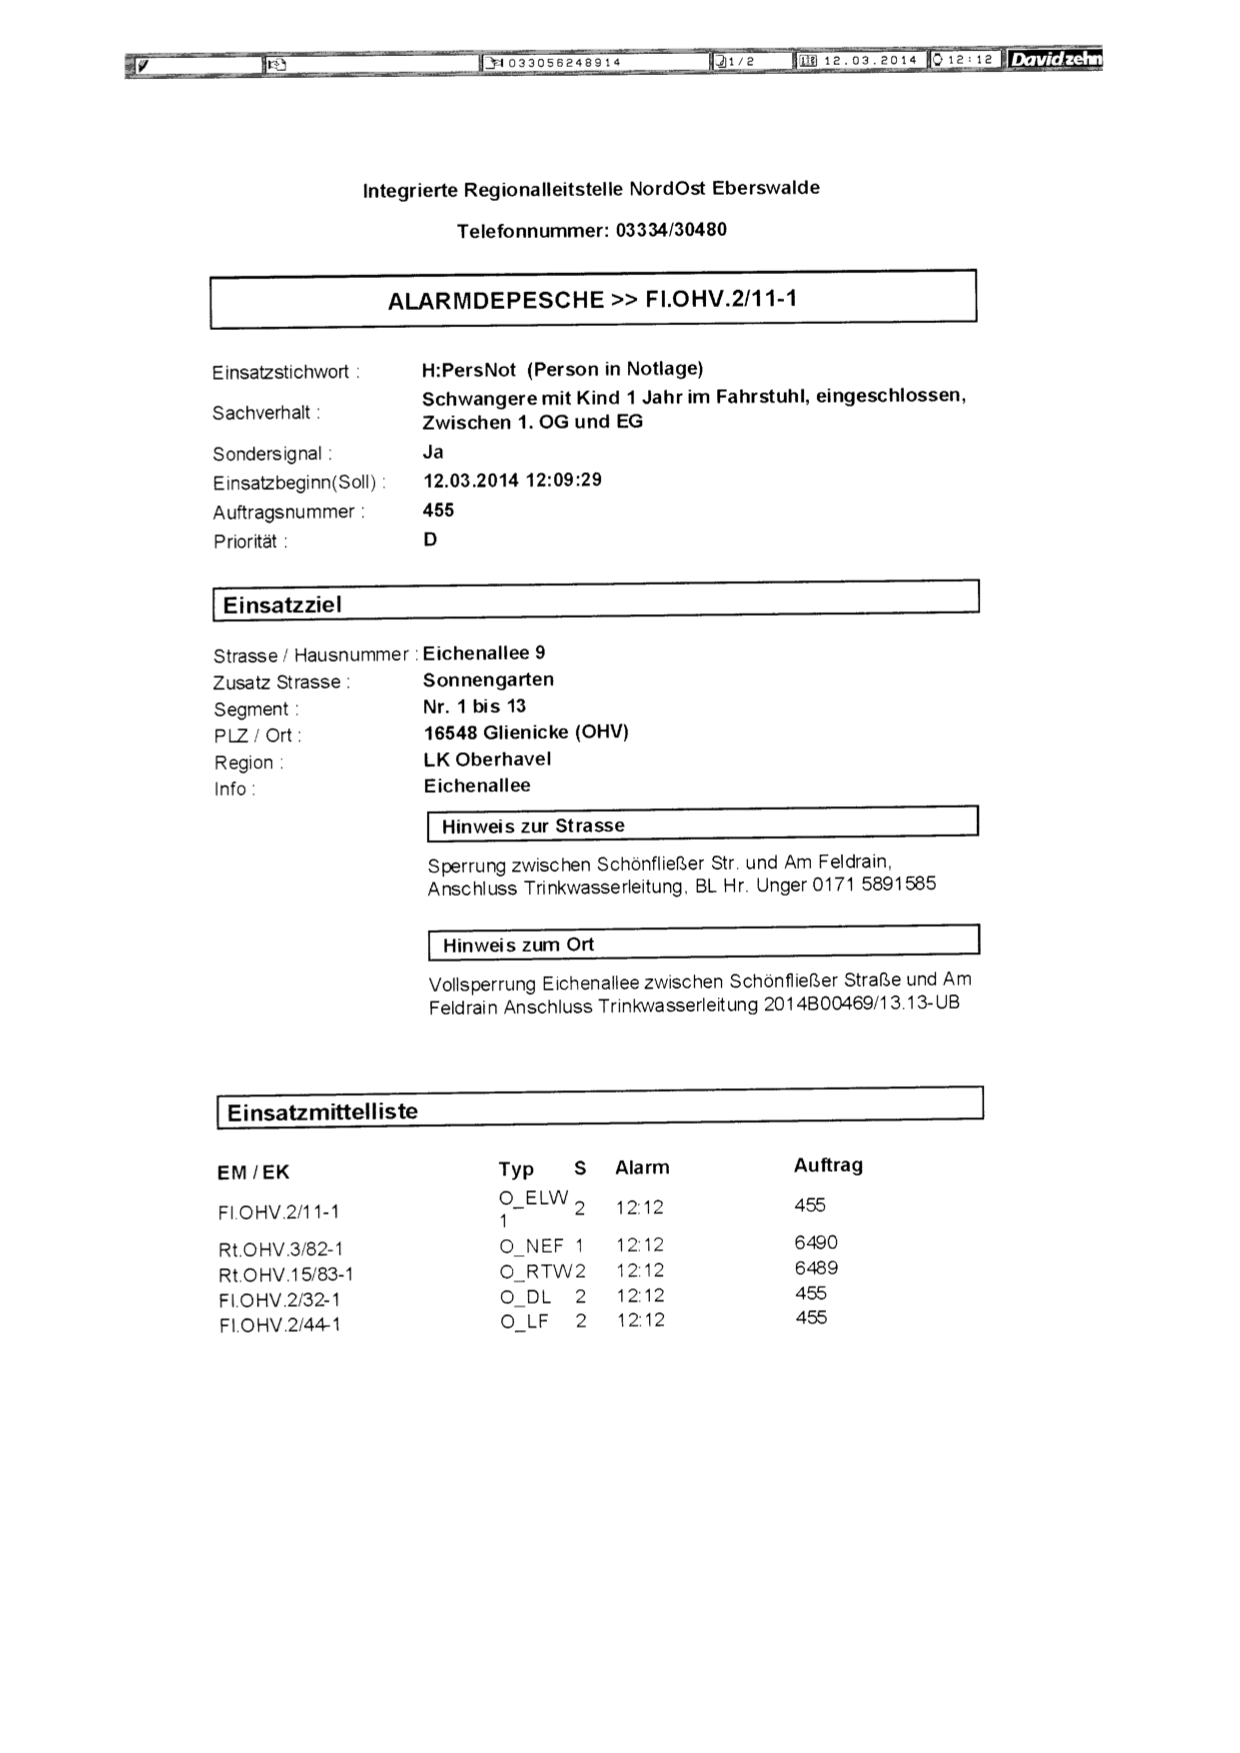 033056248914 1/2 12.03.2014 12:12 Davidzehn
Integrierte Regionalleitstelle NordOst Eberswalde
Telefonnummer: 03334/30480
ALARMDEPESCHE >> Fl.OHV.2/11-1
Einsatzstichwort : H:PersNot (Person in Notlage)
Sachverhalt : Schwangere mit Kind 1 Jahr im Fahrstuhl, eingeschlossen,
Zwischen 1. OG und EG
Sondersignal : Ja
Einsatzbeginn(Soll) : 12.03.2014 12:09:29
Auftragsnummer : 455
Priorität : D
Einsatzziel
Strasse / Hausnummer : Eichenallee 9
Zusatz Strasse : Sonnengarten
Segment : Nr. 1 bis 13
PLZ / Ort : 16548 Glienicke (OHV)
Region : LK Oberhavel
Info : Eichenallee
Hinweis zur Strasse
Sperrung zwischen Schönfließer Str. und Am Feldrain,
Anschluss Trinkwasserleitung, BL Hr. Unger 0171 5891585
Hinweis zum Ort
Vollsperrung Eichenallee zwischen Schönfließer Straße und Am
Feldrain Anschluss Trinkwasserleitung 2014B00469/13.13-UB
Einsatzmittelliste
EM / EK Typ S Alarm Auftrag
Fl.OHV.2/11-1 O_ELW 2 12:12 455
1
Rt.OHV.3/82-1 O_NEF 1 12:12 6490
Rt.OHV.15/83-1 O_RTW 2 12:12 6489
Fl.OHV.2/32-1 O_DL 2 12:12 455
Fl.OHV.2/44-1 O_LF 2 12:12 455